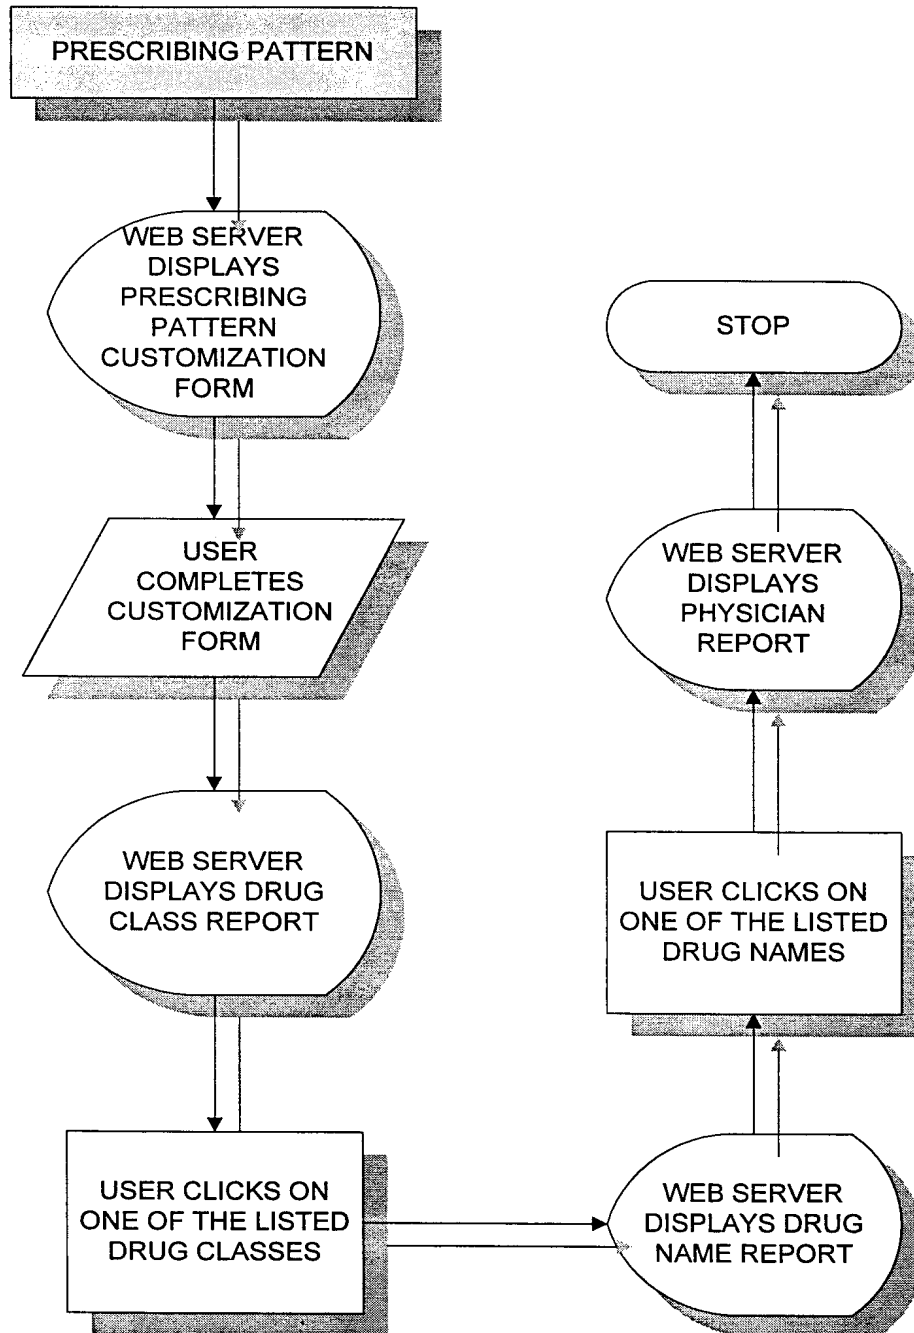 PRESCRIBING PATTERN
WEB SERVER
DISPLAYS
PRESCRIBING
PATTERN
CUSTOMIZATION
FORM
USER
COMPLETES
CUSTOMIZATION
FORM
WEB SERVER
DISPLAYS DRUG
CLASS REPORT
USER CLICKS ON
ONE OF THE LISTED
DRUG CLASSES
WEB SERVER
DISPLAYS DRUG
NAME REPORT
USER CLICKS ON
ONE OF THE LISTED
DRUG NAMES
WEB SERVER
DISPLAYS
PHYSICIAN
REPORT
STOP